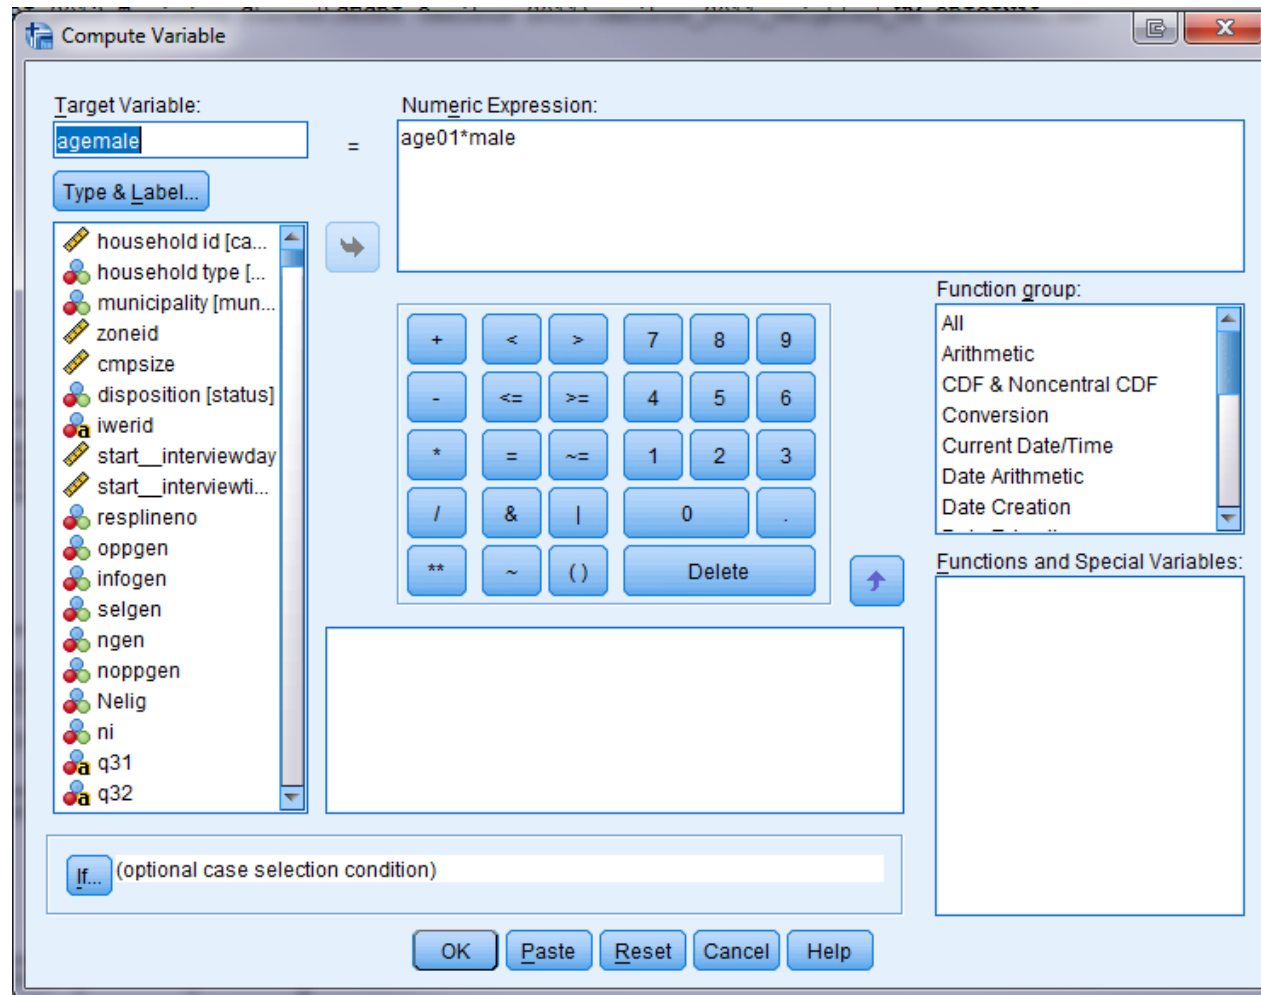 Compute Variable
Target Variable:
agemale
=
Numeric Expression:
age01*male
Type & Label...
household id [ca...
household type [...
municipality [mun...
zoneid
cmpsize
disposition [status]
iwerid
start__interviewday
start__interviewti...
resplineno
oppgen
infogen
selgen
ngen
noppgen
Nelig
ni
q31
q32
+ < > 7 8 9
- <= >= 4 5 6
* = ~= 1 2 3
/ & | 0 .
** ~ ( ) Delete
Function group:
All
Arithmetic
CDF & Noncentral CDF
Conversion
Current Date/Time
Date Arithmetic
Date Creation
Functions and Special Variables:
If... (optional case selection condition)
OK Paste Reset Cancel Help